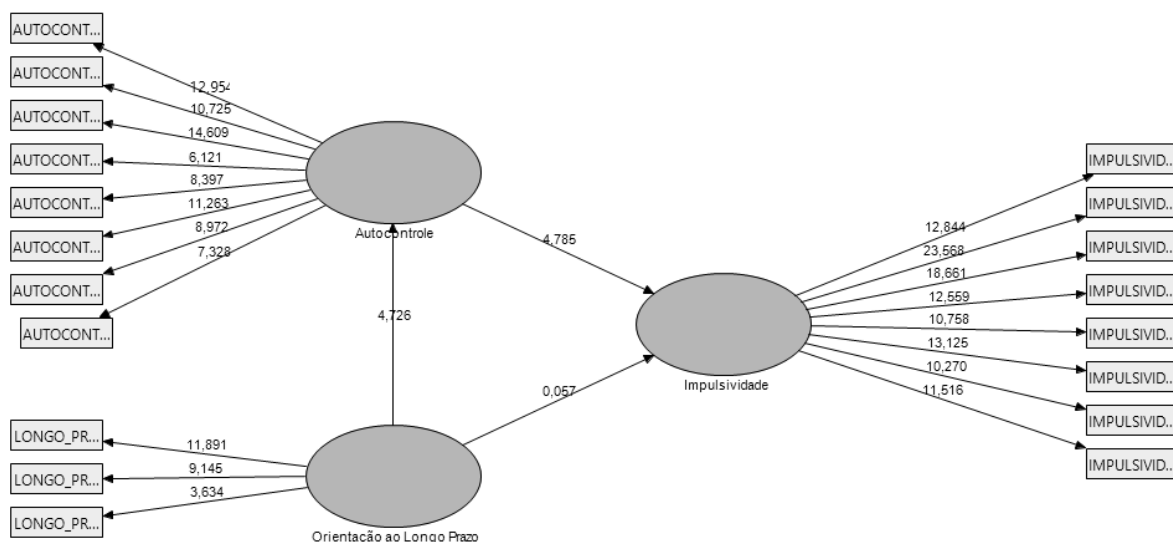 AUTOCONT...
AUTOCONT...
AUTOCONT...
AUTOCONT...
AUTOCONT...
AUTOCONT...
AUTOCONT...
AUTOCONT...
12,954
10,725
14,609
6,121
8,397
11,263
8,972
7,328
Autocontrole
4,785
4,726
0,057
LONGO_PR...
LONGO_PR...
LONGO_PR...
11,891
9,145
3,634
Orientação ao Longo Prazo
Impulsividade
12,844
23,568
18,661
12,559
10,758
13,125
10,270
11,516
IMPULSIVID...
IMPULSIVID...
IMPULSIVID...
IMPULSIVID...
IMPULSIVID...
IMPULSIVID...
IMPULSIVID...
IMPULSIVID...